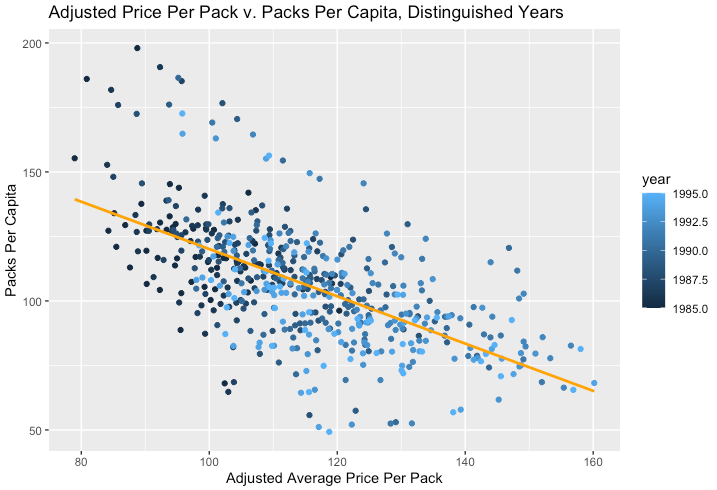 Adjusted Price Per Pack v. Packs Per Capita, Distinguished Years
200
150
100
50
Packs Per Capita
80 100 120 140 160
Adjusted Average Price Per Pack
year
1995.0
1992.5
1990.0
1987.5
1985.0